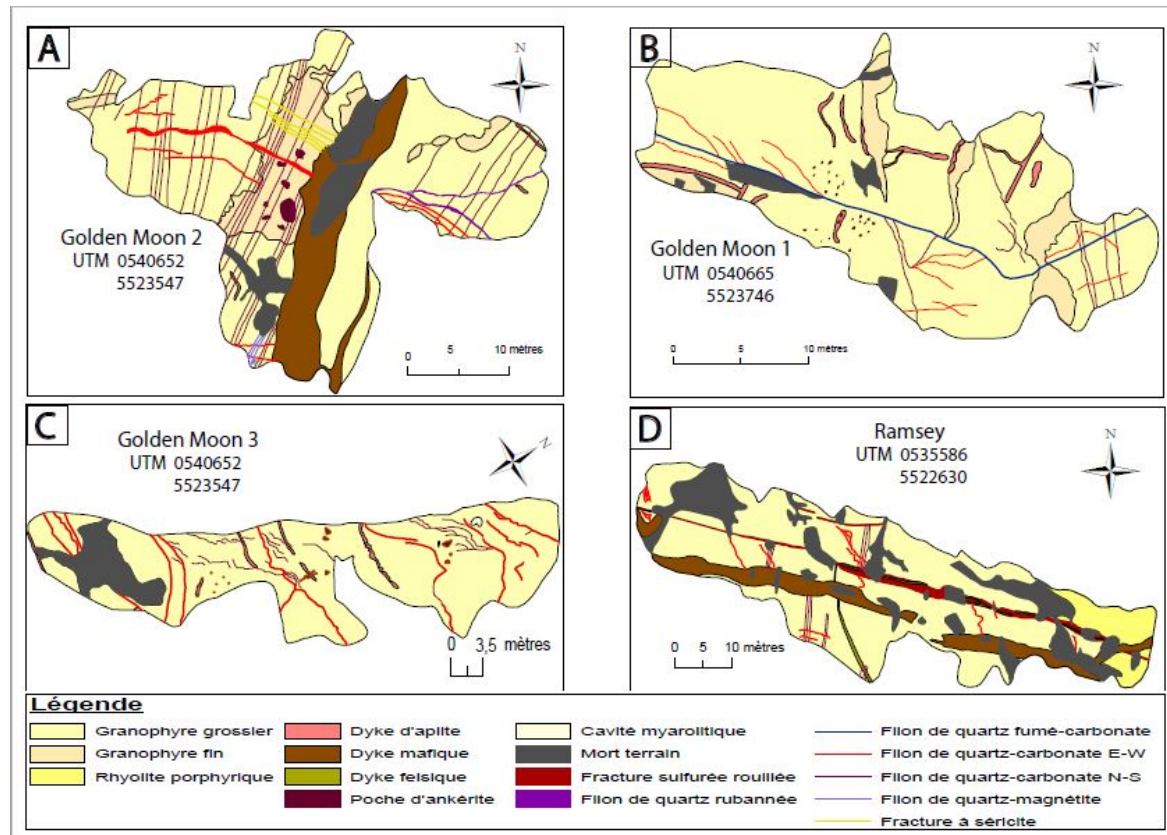 A
N
Golden Moon 2
UTM 0540652
5523547
0 5 10 mètres
B
N
Golden Moon 1
UTM 0540665
5523746
0 5 10 mètres
C
Golden Moon 3
UTM 0540652
5523547
N
0 3,5 mètres
D
Ramsey
UTM 0535586
5522630
N
0 5 10 mètres
Légende
Granophyre grossier
Granophyre fin
Rhyolite porphyrique
Dyke d'aplite
Dyke mafique
Dyke felsique
Poche d'ankérite
Cavité myarolitique
Mort terrain
Fracture sulfurée rouillée
Filon de quartz rubannée
Filon de quartz fumé-carbonate
Filon de quartz-carbonate E-W
Filon de quartz-carbonate N-S
Filon de quartz-magnétite
Fracture à séricite